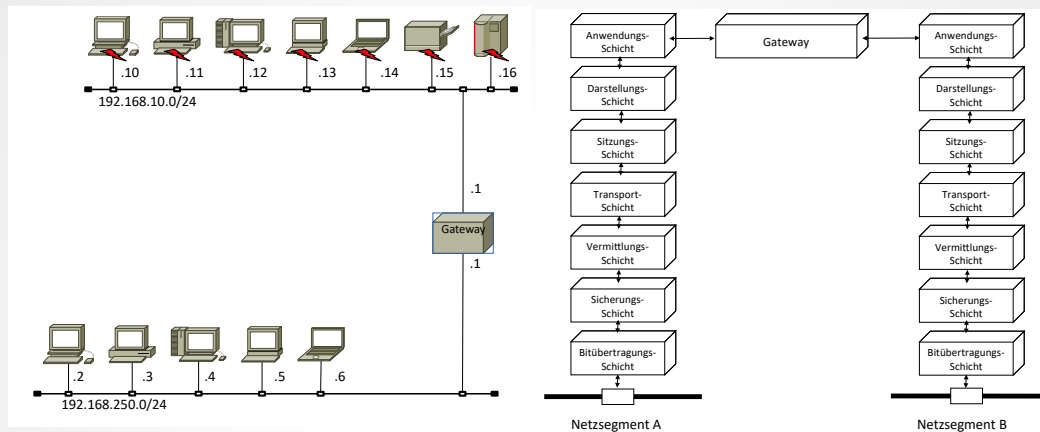 .10
.11
.12
.13
.14
.15
.16
192.168.10.0/24
.1
Gateway
.1
.2
.3
.4
.5
.6
192.168.250.0/24
Anwendungs-
Schicht
Darstellungs-
Schicht
Sitzungs-
Schicht
Transport-
Schicht
Vermittlungs-
Schicht
Sicherungs-
Schicht
Bitübertragungs-
Schicht
Netzsegment A
Gateway
Anwendungs-
Schicht
Darstellungs-
Schicht
Sitzungs-
Schicht
Transport-
Schicht
Vermittlungs-
Schicht
Sicherungs-
Schicht
Bitübertragungs-
Schicht
Netzsegment B